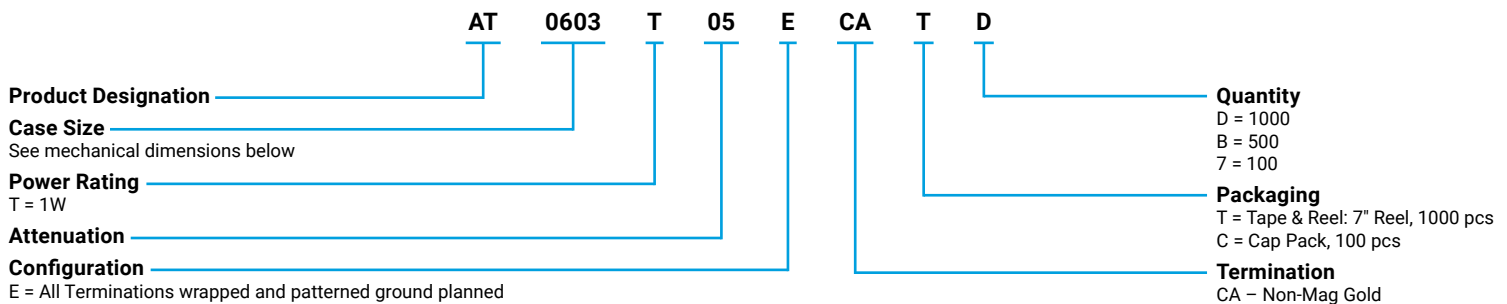 AT 0603 T 05 E CA T D
Product Designation
Case Size
See mechanical dimensions below
Power Rating
T = 1W
Attenuation
Configuration
E = All Terminations wrapped and patterned ground planned
Quantity
D = 1000
B = 500
7 = 100
Packaging
T = Tape & Reel: 7" Reel, 1000 pcs
C = Cap Pack, 100 pcs
Termination
CA – Non-Mag Gold